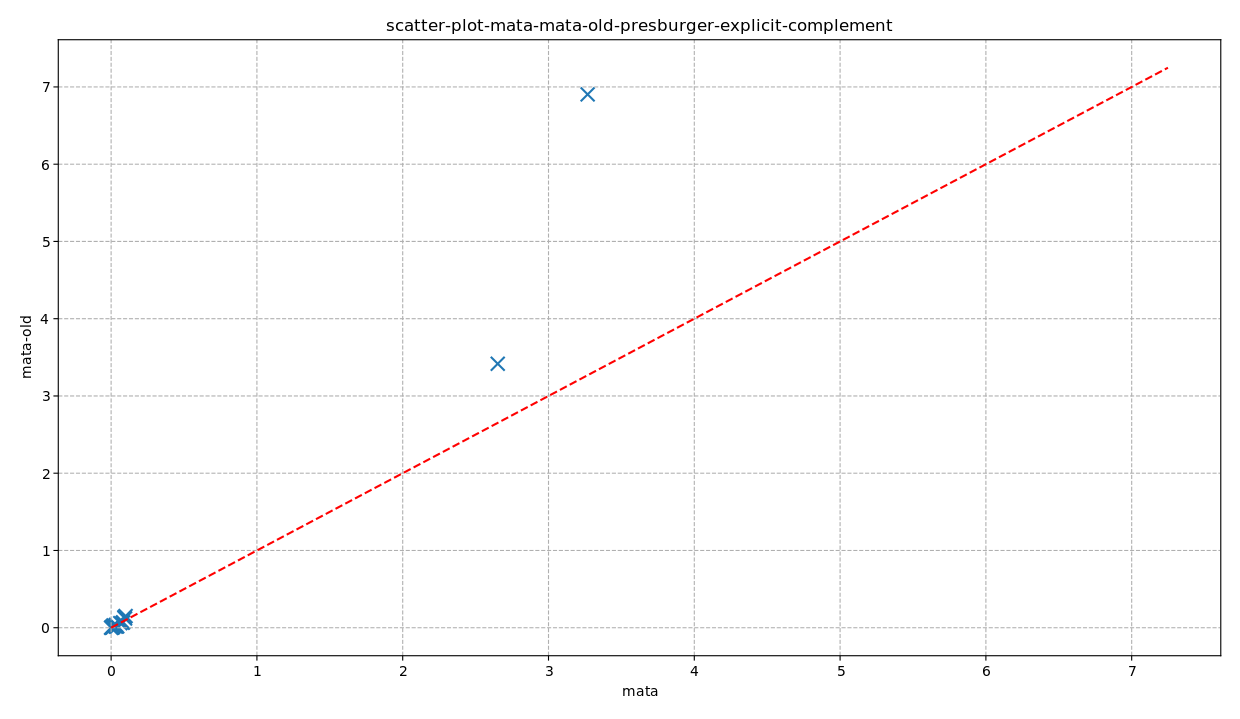 scatter-plot-mata-mata-old-presburger-explicit-complement
7
6
5
4
3
2
1
0
mata-old
0 1 2 3 4 5 6 7
mata